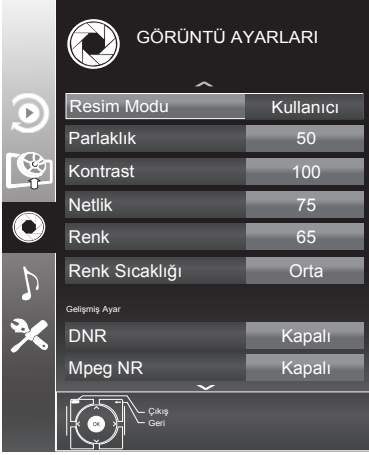 GÖRÜNTÜ AYARLARI
Resim Modu Kullanıcı
Parlaklık 50
Kontrast 100
Netlik 75
Renk 65
Renk Sıcaklığı Orta
Gelişmiş Ayar
DNR Kapalı
Mpeg NR Kapalı
Çıkış
OK Geri